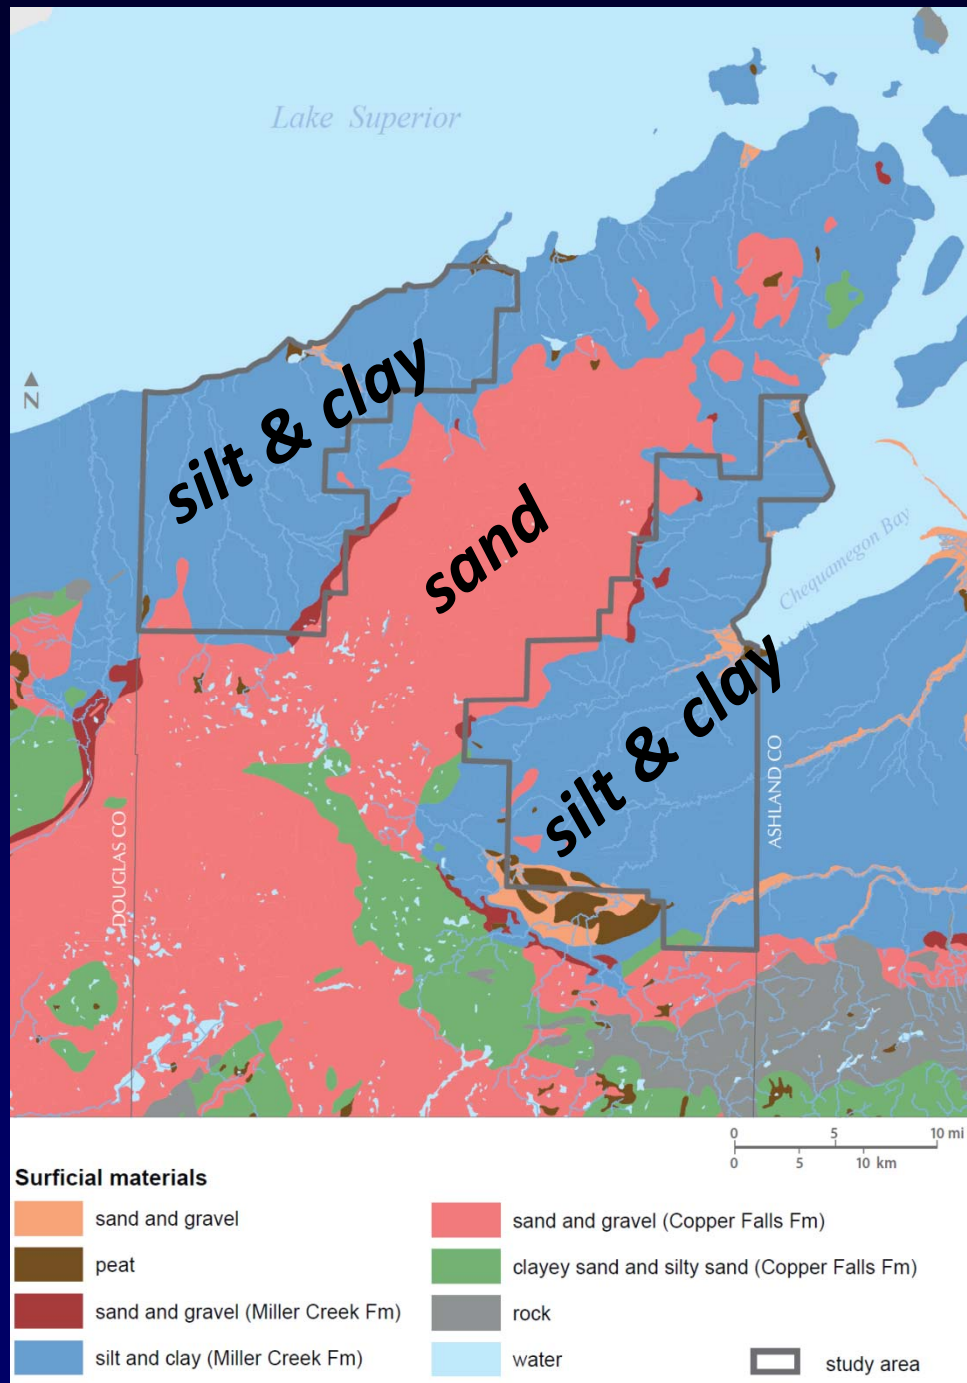 Lake Superior
N
silt & clay
sand
Chequamegon Bay
silt & clay
DOUGLAS CO
ASHLAND CO
0 5 10 mi
0 5 10 km
Surficial materials
sand and gravel
peat
sand and gravel (Miller Creek Fm)
silt and clay (Miller Creek Fm)
sand and gravel (Copper Falls Fm)
clayey sand and silty sand (Copper Falls Fm)
rock
water
study area